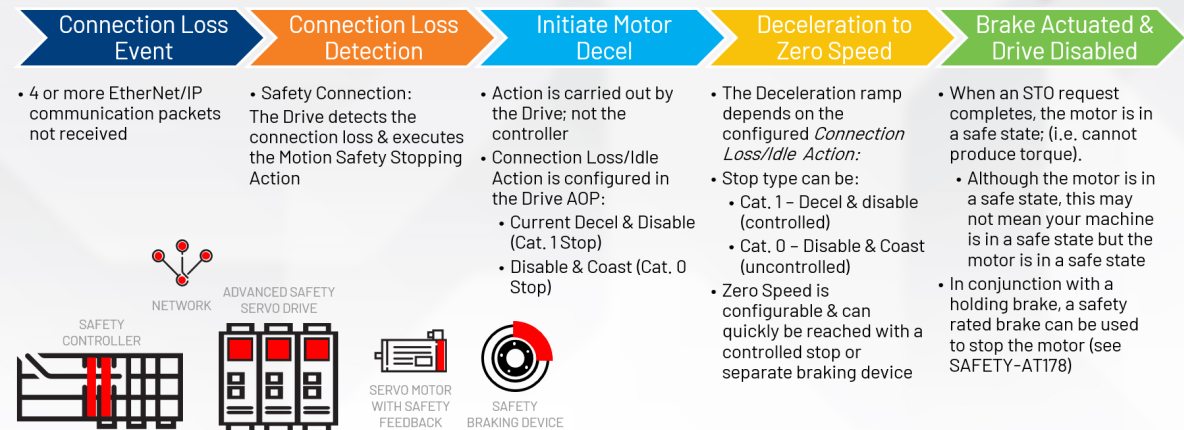 Connection Loss
Event
Connection Loss
Detection
Initiate Motor
Decel
Deceleration to
Zero Speed
Brake Actuated &
Drive Disabled
• 4 or more EtherNet/IP
communication packets
not received
• Safety Connection:
The Drive detects the
connection loss & executes
the Motion Safety Stopping
Action
• Action is carried out by
the Drive; not the
controller
• Connection Loss/Idle
Action is configured in
the Drive AOP:
• Current Decel & Disable
(Cat. 1 Stop)
• Disable & Coast (Cat. 0
Stop)
• The Deceleration ramp
depends on the
configured Connection
Loss/Idle Action:
• Stop type can be:
• Cat. 1 – Decel & disable
(controlled)
• Cat. 0 – Disable & Coast
(uncontrolled)
• Zero Speed is
configurable & can
quickly be reached with a
controlled stop or
separate braking device
• When an STO request
completes, the motor is in
a safe state; (i.e. cannot
produce torque).
• Although the motor is in
a safe state, this may
not mean your machine
is in a safe state but the
motor is in a safe state
• In conjunction with a
holding brake, a safety
rated brake can be used
to stop the motor (see
SAFETY-AT178)
NETWORK
SAFETY
CONTROLLER
ADVANCED SAFETY
SERVO DRIVE
SERVO MOTOR
WITH SAFETY
FEEDBACK
SAFETY
BRAKING DEVICE